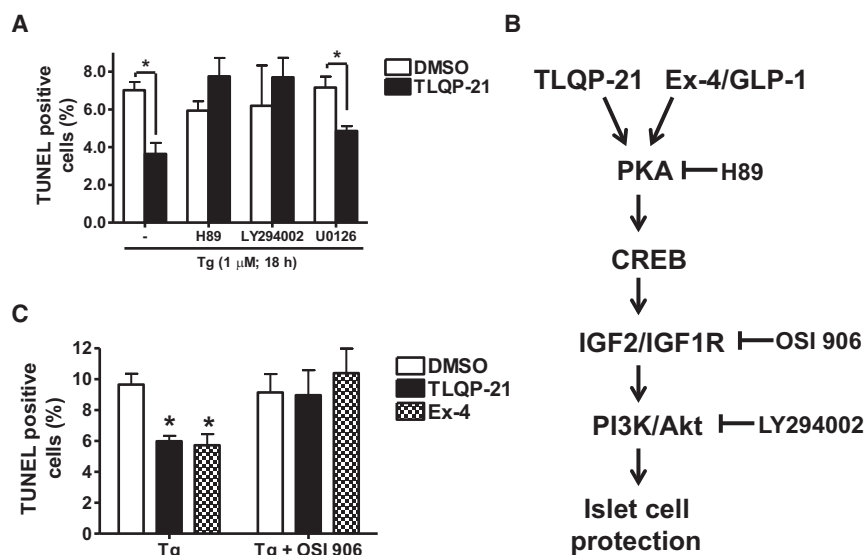 A
TUNEL positive
cells (%)
8.0
6.0
4.0
2.0
0.0
*
*
DMSO
TLQP-21
-
H89
LY294002
U0126
Tg (1 μM; 18 h)
B
TLQP-21
Ex-4/GLP-1
PKA
H89
CREB
IGF2/IGF1R
OSI 906
PI3K/Akt
LY294002
Islet cell
protection
C
TUNEL positive
cells (%)
12
10
8
6
4
2
0
*
*
DMSO
TLQP-21
Ex-4
Tg
Tg + OSI 906